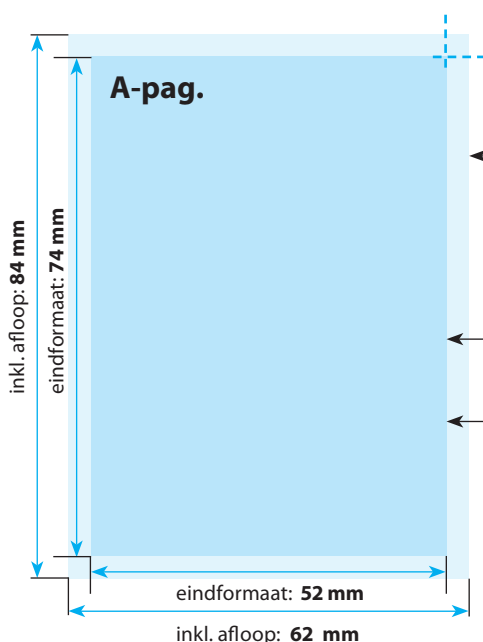 A-pag.
inkl. afloop: 84 mm
eindformaat: 74 mm
eindformaat: 52 mm
inkl. afloop: 62 mm